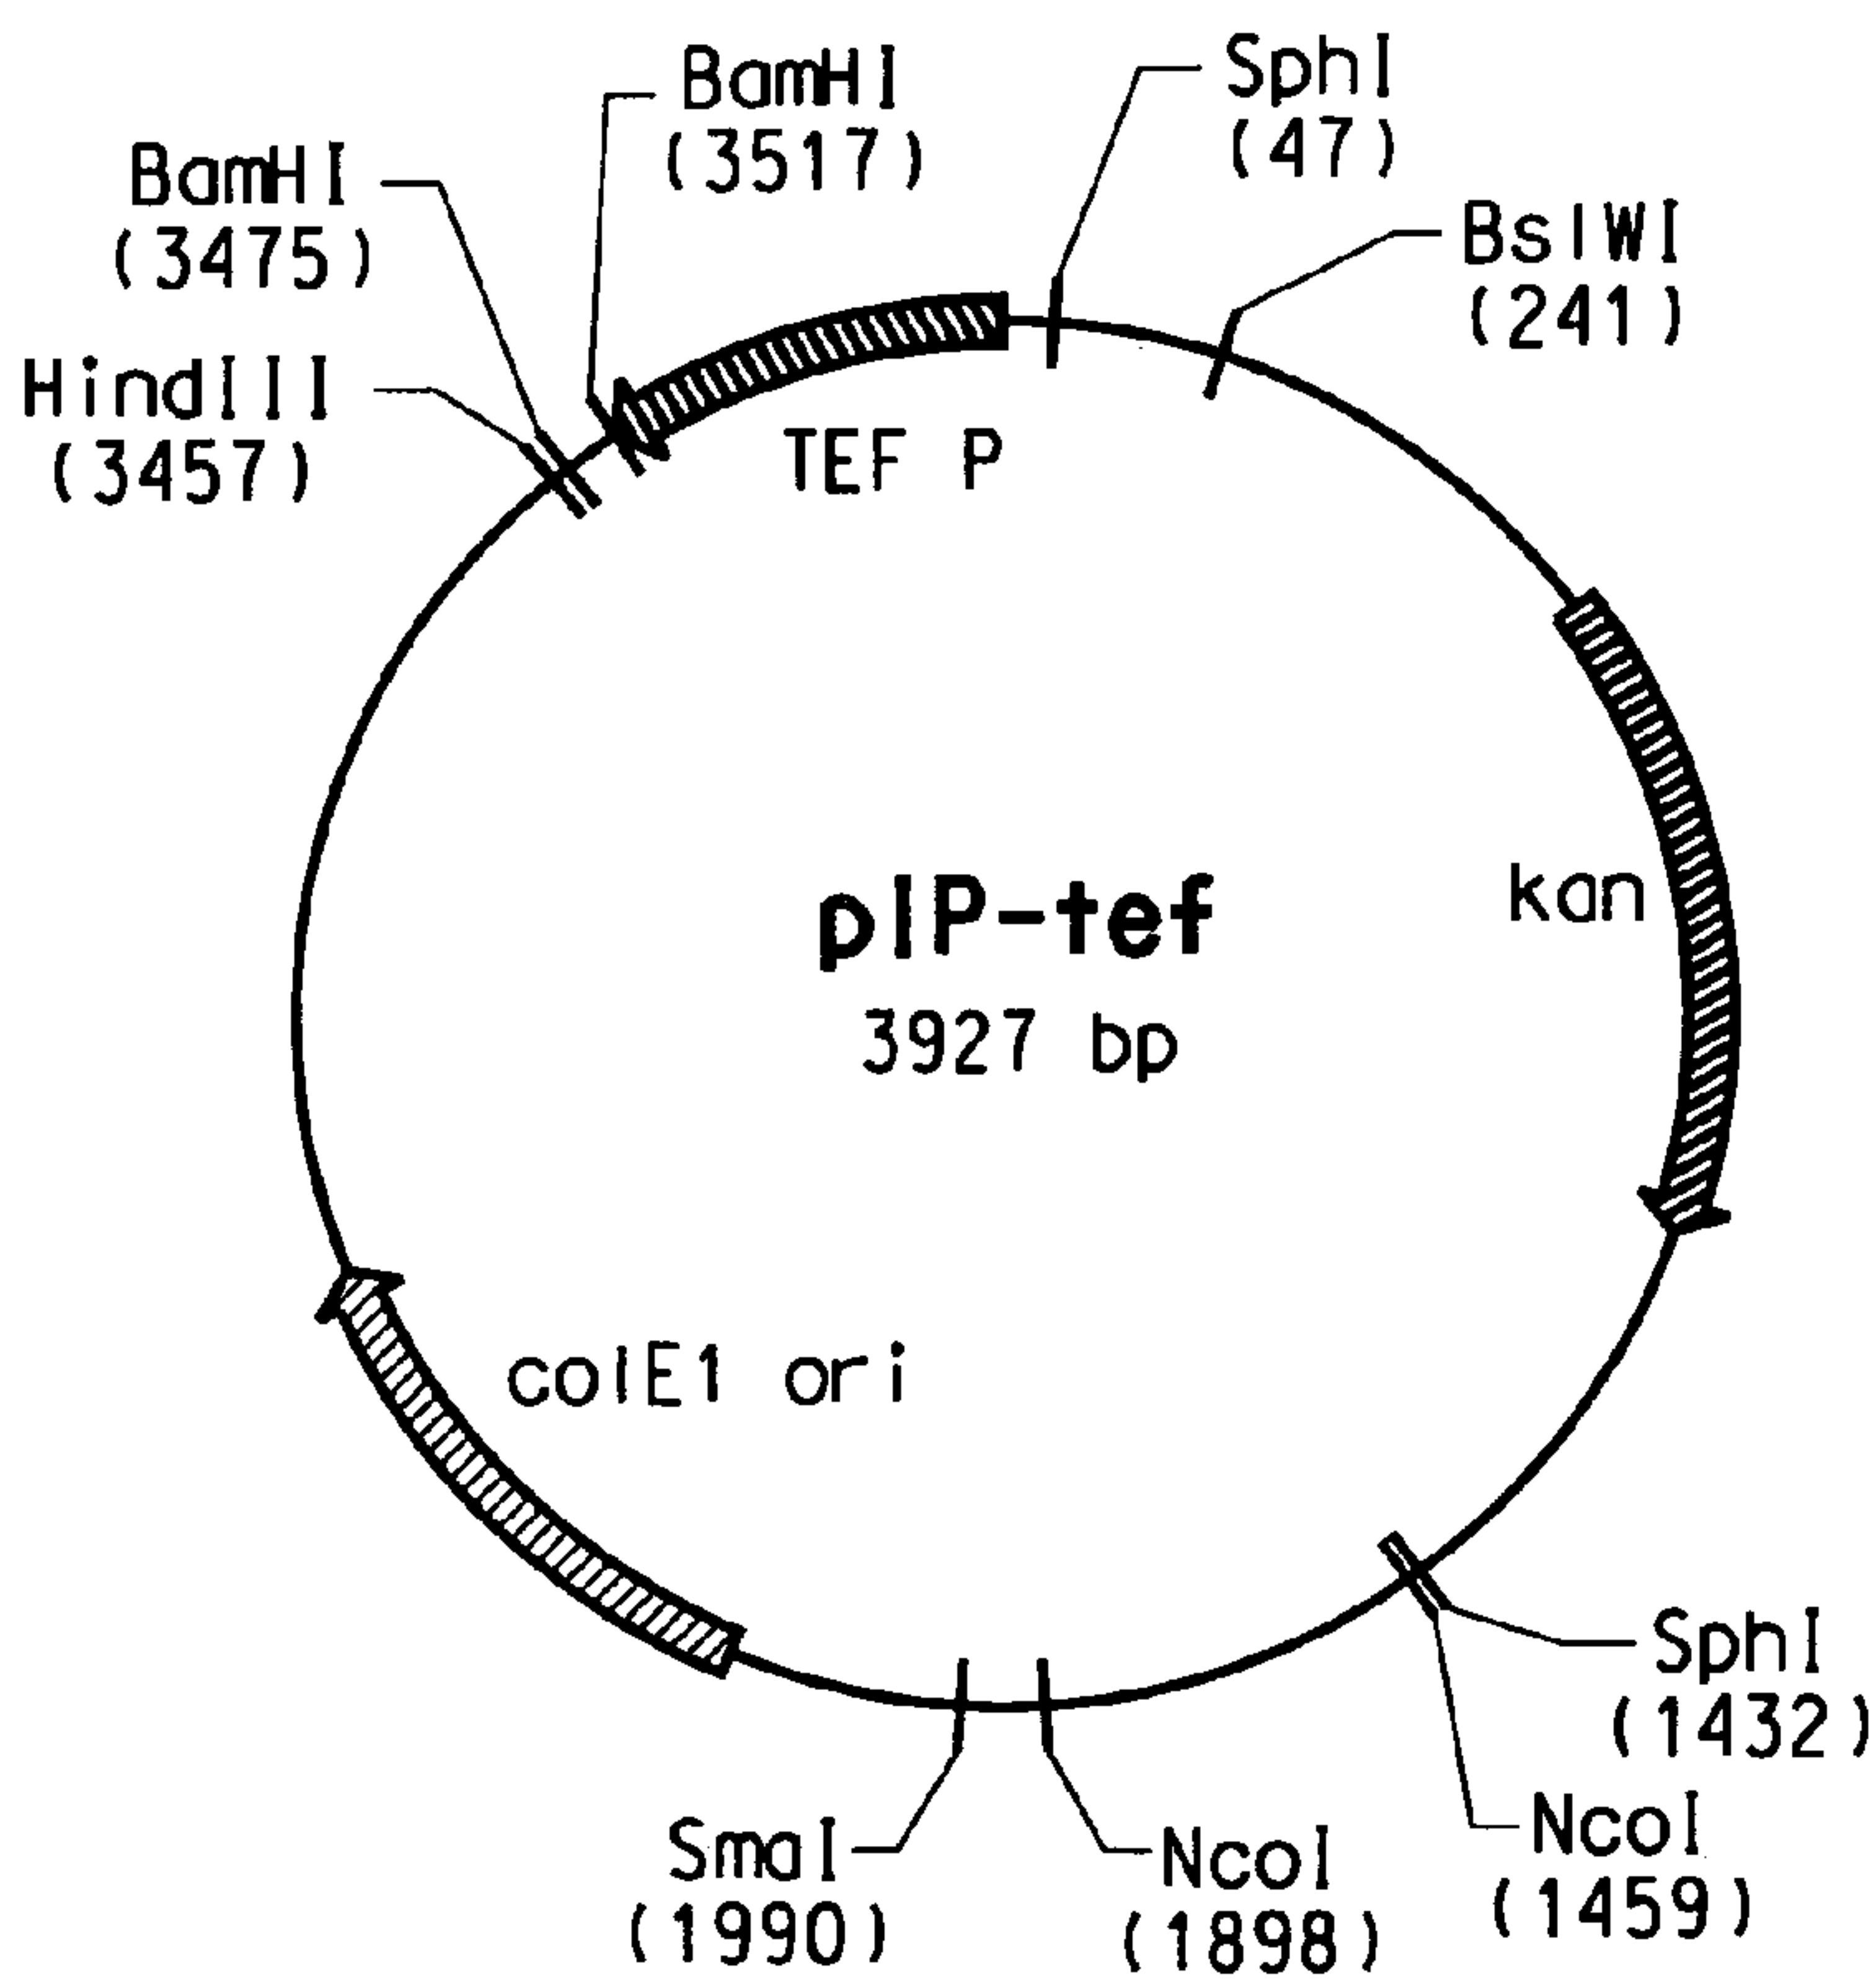 BamHI
(3517)
SphI
(47)
BamHI
(3475)
BsIWI
(241)
HindIII
(3457)
TEF P
kan
pIP-tef
3927 bp
colE1 ori
SphI
(1432)
NcoI
(1459)
SmaI
(1990)
NcoI
(1898)